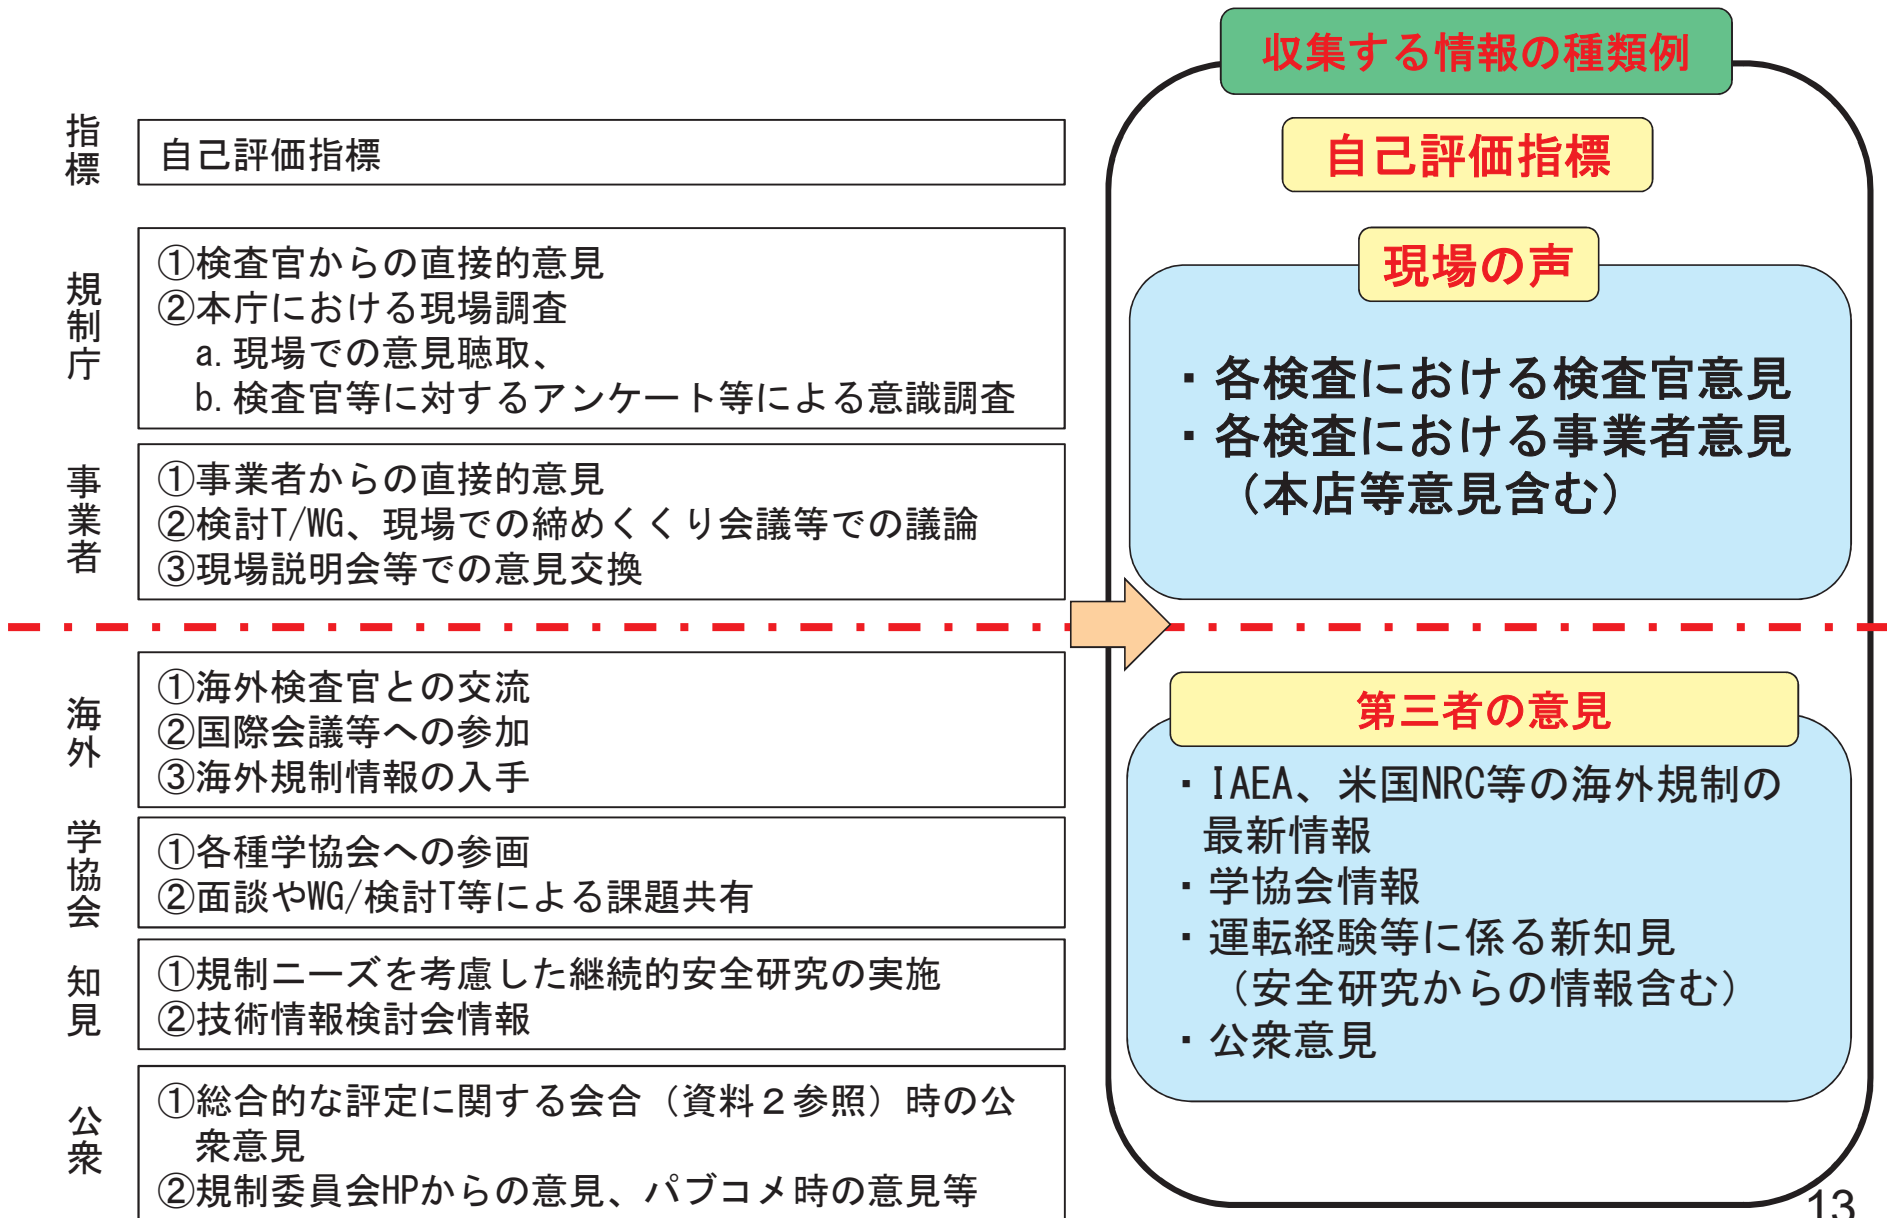 指標
自己評価指標
規制庁
①検査官からの直接的意見
②本庁における現場調査
a.現場での意見聴取、
b.検査官等に対するアンケート等による意識調査
事業者
①事業者からの直接的意見
②検討T/WG、現場での締めくくり会議等での議論
③現場説明会等での意見交換
海外
①海外検査官との交流
②国際会議等への参加
③海外規制情報の入手
学協会
①各種学協会への参画
②面談やWG/検討T等による課題共有
知見
①規制ニーズを考慮した継続的安全研究の実施
②技術情報検討会情報
公衆
①総合的な評定に関する会合（資料２参照）時の公
衆意見
②規制委員会HPからの意見、パブコメ時の意見等
収集する情報の種類例
自己評価指標
現場の声
・各検査における検査官意見
・各検査における事業者意見
（本店等意見含む）
第三者の意見
・IAEA、米国NRC等の海外規制の
最新情報
・学協会情報
・運転経験等に係る新知見
（安全研究からの情報含む）
・公衆意見
13